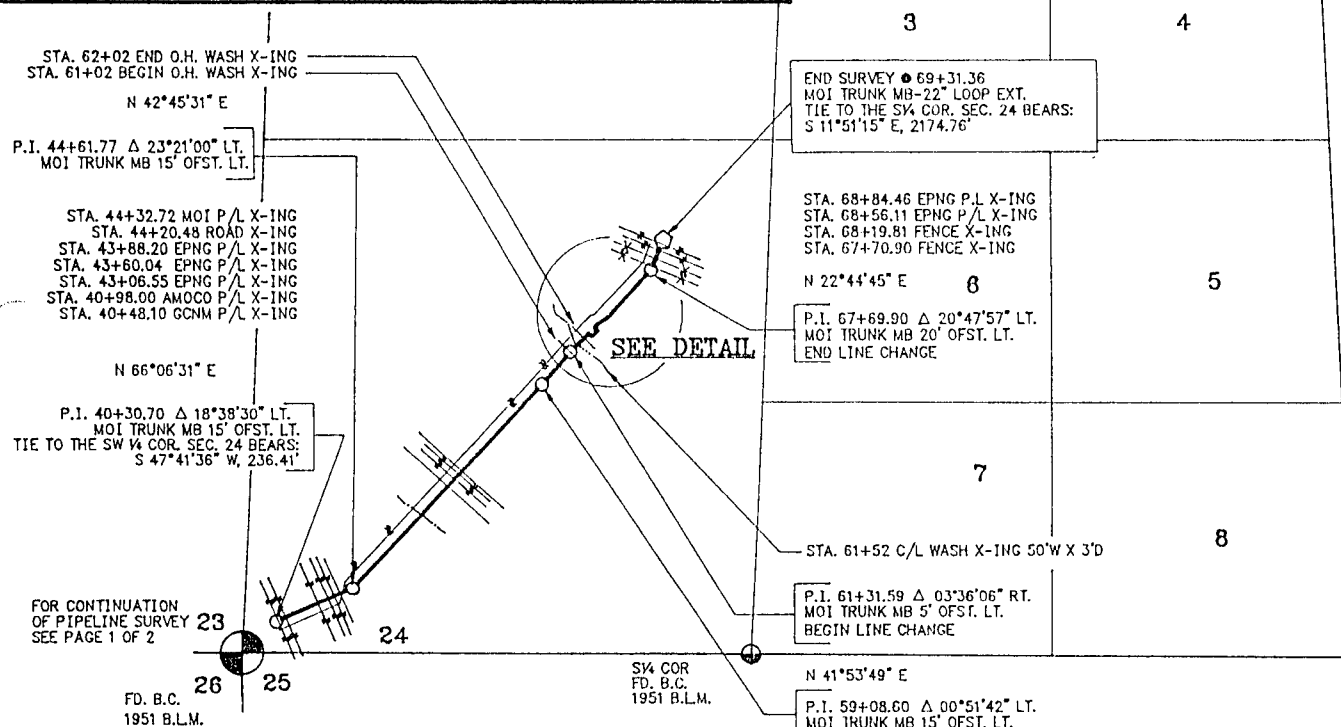 3
4
STA. 62+02 END O.H. WASH X-ING
STA. 61+02 BEGIN O.H. WASH X-ING
N 42°45'31" E
P.I. 44+61.77 Δ 23°21'00" LT.
MOI TRUNK MB 15' OFST. LT.
STA. 44+32.72 MOI P/L X-ING
STA. 44+20.48 ROAD X-ING
STA. 43+88.20 EPNG P/L X-ING
STA. 43+60.04 EPNG P/L X-ING
STA. 43+06.55 EPNG P/L X-ING
STA. 40+98.00 AMOCO P/L X-ING
STA. 40+48.10 GCNM P/L X-ING
N 66°06'31" E
P.I. 40+30.70 Δ 18°38'30" LT.
MOI TRUNK MB 15' OFST. LT.
TIE TO THE SW ¼ COR. SEC. 24 BEARS:
S 47°41'36" W, 236.41'
FOR CONTINUATION
OF PIPELINE SURVEY
SEE PAGE 1 OF 2
23
24
26
25
FD. B.C.
1951 B.L.M.
SEE DETAIL
S¼ COR
FD. B.C.
1951 B.L.M.
END SURVEY @ 69+31.36
MOI TRUNK MB-22" LOOP EXT.
TIE TO THE S¼ COR. SEC. 24 BEARS:
S 11°51'15" E, 2174.76'
STA. 68+84.46 EPNG P.L X-ING
STA. 68+56.11 EPNG P/L X-ING
STA. 68+19.81 FENCE X-ING
STA. 67+70.90 FENCE X-ING
N 22°44'45" E
6
5
P.I. 67+69.90 Δ 20°47'57" LT.
MOI TRUNK MB 20' OFST. LT.
END LINE CHANGE
7
8
STA. 61+52 C/L WASH X-ING 50'W X 3'D
P.I. 61+31.59 Δ 03°36'06" RT.
MOI TRUNK MB 5' OFST. LT.
BEGIN LINE CHANGE
N 41°53'49" E
P.I. 59+08.60 Δ 00°51'42" LT.
MOI TRUNK MB 15' OFST. LT.